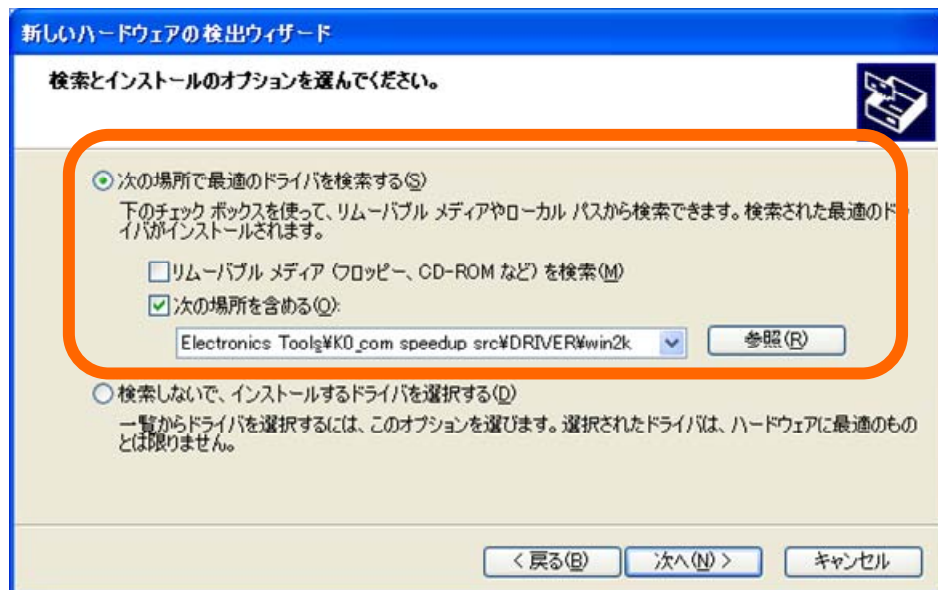 新しいハードウェアの検出ウィザード
検索とインストールのオプションを選んでください。
次の場所で最適のドライバを検索する(S)
下のチェック ボックスを使って、リムーバブル メディアやローカル パスから検索できます。検索された最適のドラ
イバがインストールされます。
リムーバブル メディア (フロッピー、CD-ROM など) を検索(M)
次の場所を含める(O):
Electronics Tools¥K0_com speedup src¥DRIVER¥win2k
参照(R)
検索しないで、インストールするドライバを選択する(D)
一覧からドライバを選択するには、このオプションを選びます。選択されたドライバは、ハードウェアに最適のもの
とは限りません。
< 戻る(B)
次へ(N) >
キャンセル